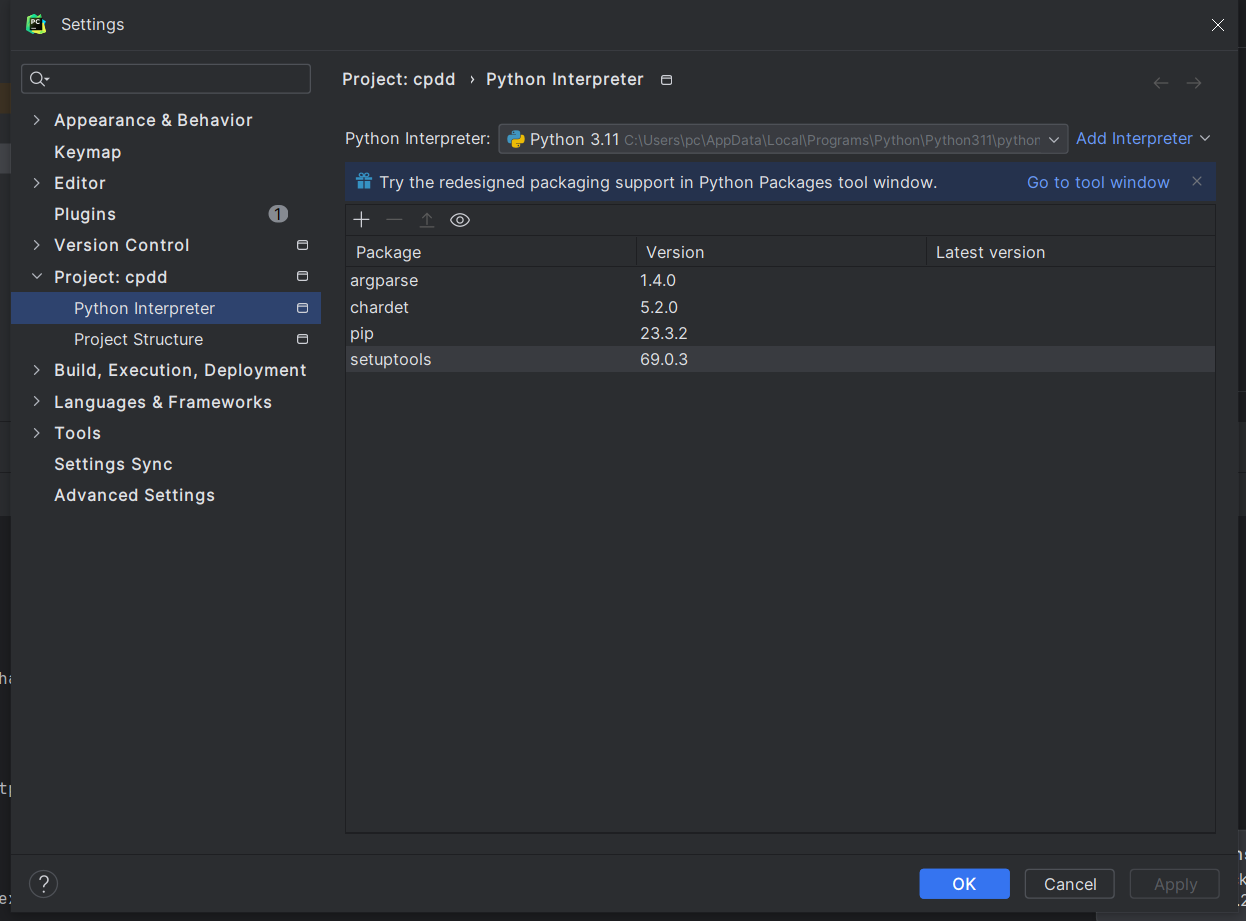 Settings
Project: cpdd › Python Interpreter
Appearance & Behavior
Keymap
Editor
Plugins 1
Version Control
Project: cpdd
Python Interpreter
Project Structure
Build, Execution, Deployment
Languages & Frameworks
Tools
Settings Sync
Advanced Settings
Python Interpreter: Python 3.11 C:\Users\pc\AppData\Local\Programs\Python\Python311\python Add Interpreter
Try the redesigned packaging support in Python Packages tool window. Go to tool window
Package Version Latest version
argparse 1.4.0
chardet 5.2.0
pip 23.3.2
setuptools 69.0.3
? OK Cancel Apply